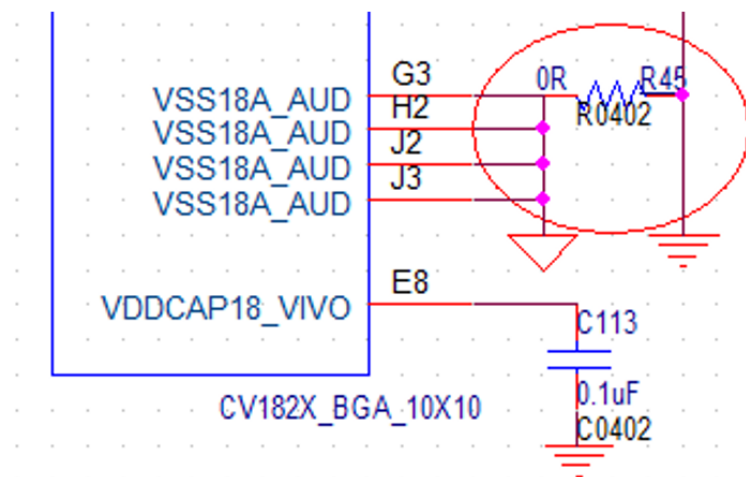 G3
VSS18A_AUD
0R
R45
H2
R0402
VSS18A_AUD
J2
VSS18A_AUD
J3
VSS18A_AUD
E8
VDDCAP18_VIVO
C113
0.1uF
CV182X_BGA_10X10
C0402